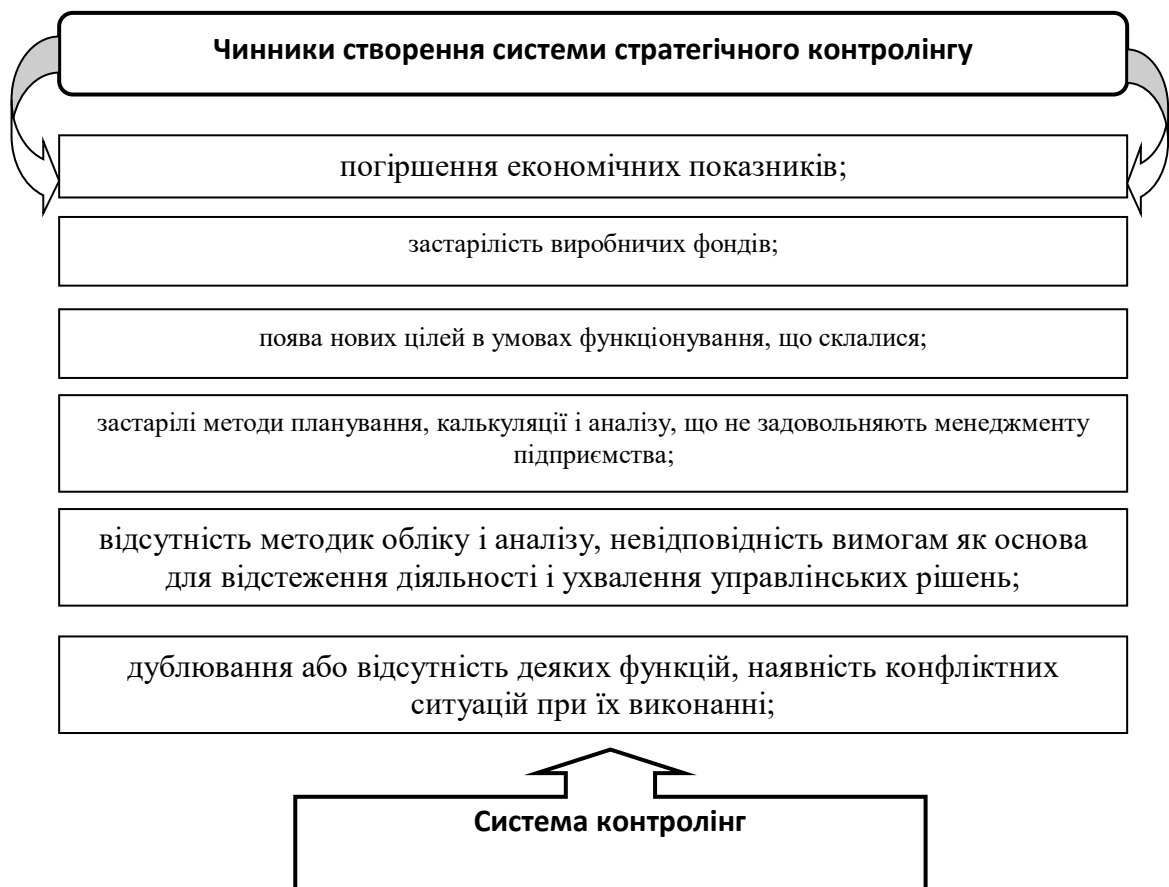 Чинники створення системи стратегічного контролінгу
погіршення економічних показників;
застарілість виробничих фондів;
поява нових цілей в умовах функціонування, що склалися;
застарілі методи планування, калькуляції і аналізу, що не задовольняють менеджменту
підприємства;
відсутність методик обліку і аналізу, невідповідність вимогам як основа
для відстеження діяльності і ухвалення управлінських рішень;
дублювання або відсутність деяких функцій, наявність конфліктних
ситуацій при їх виконанні;
Система контролінг